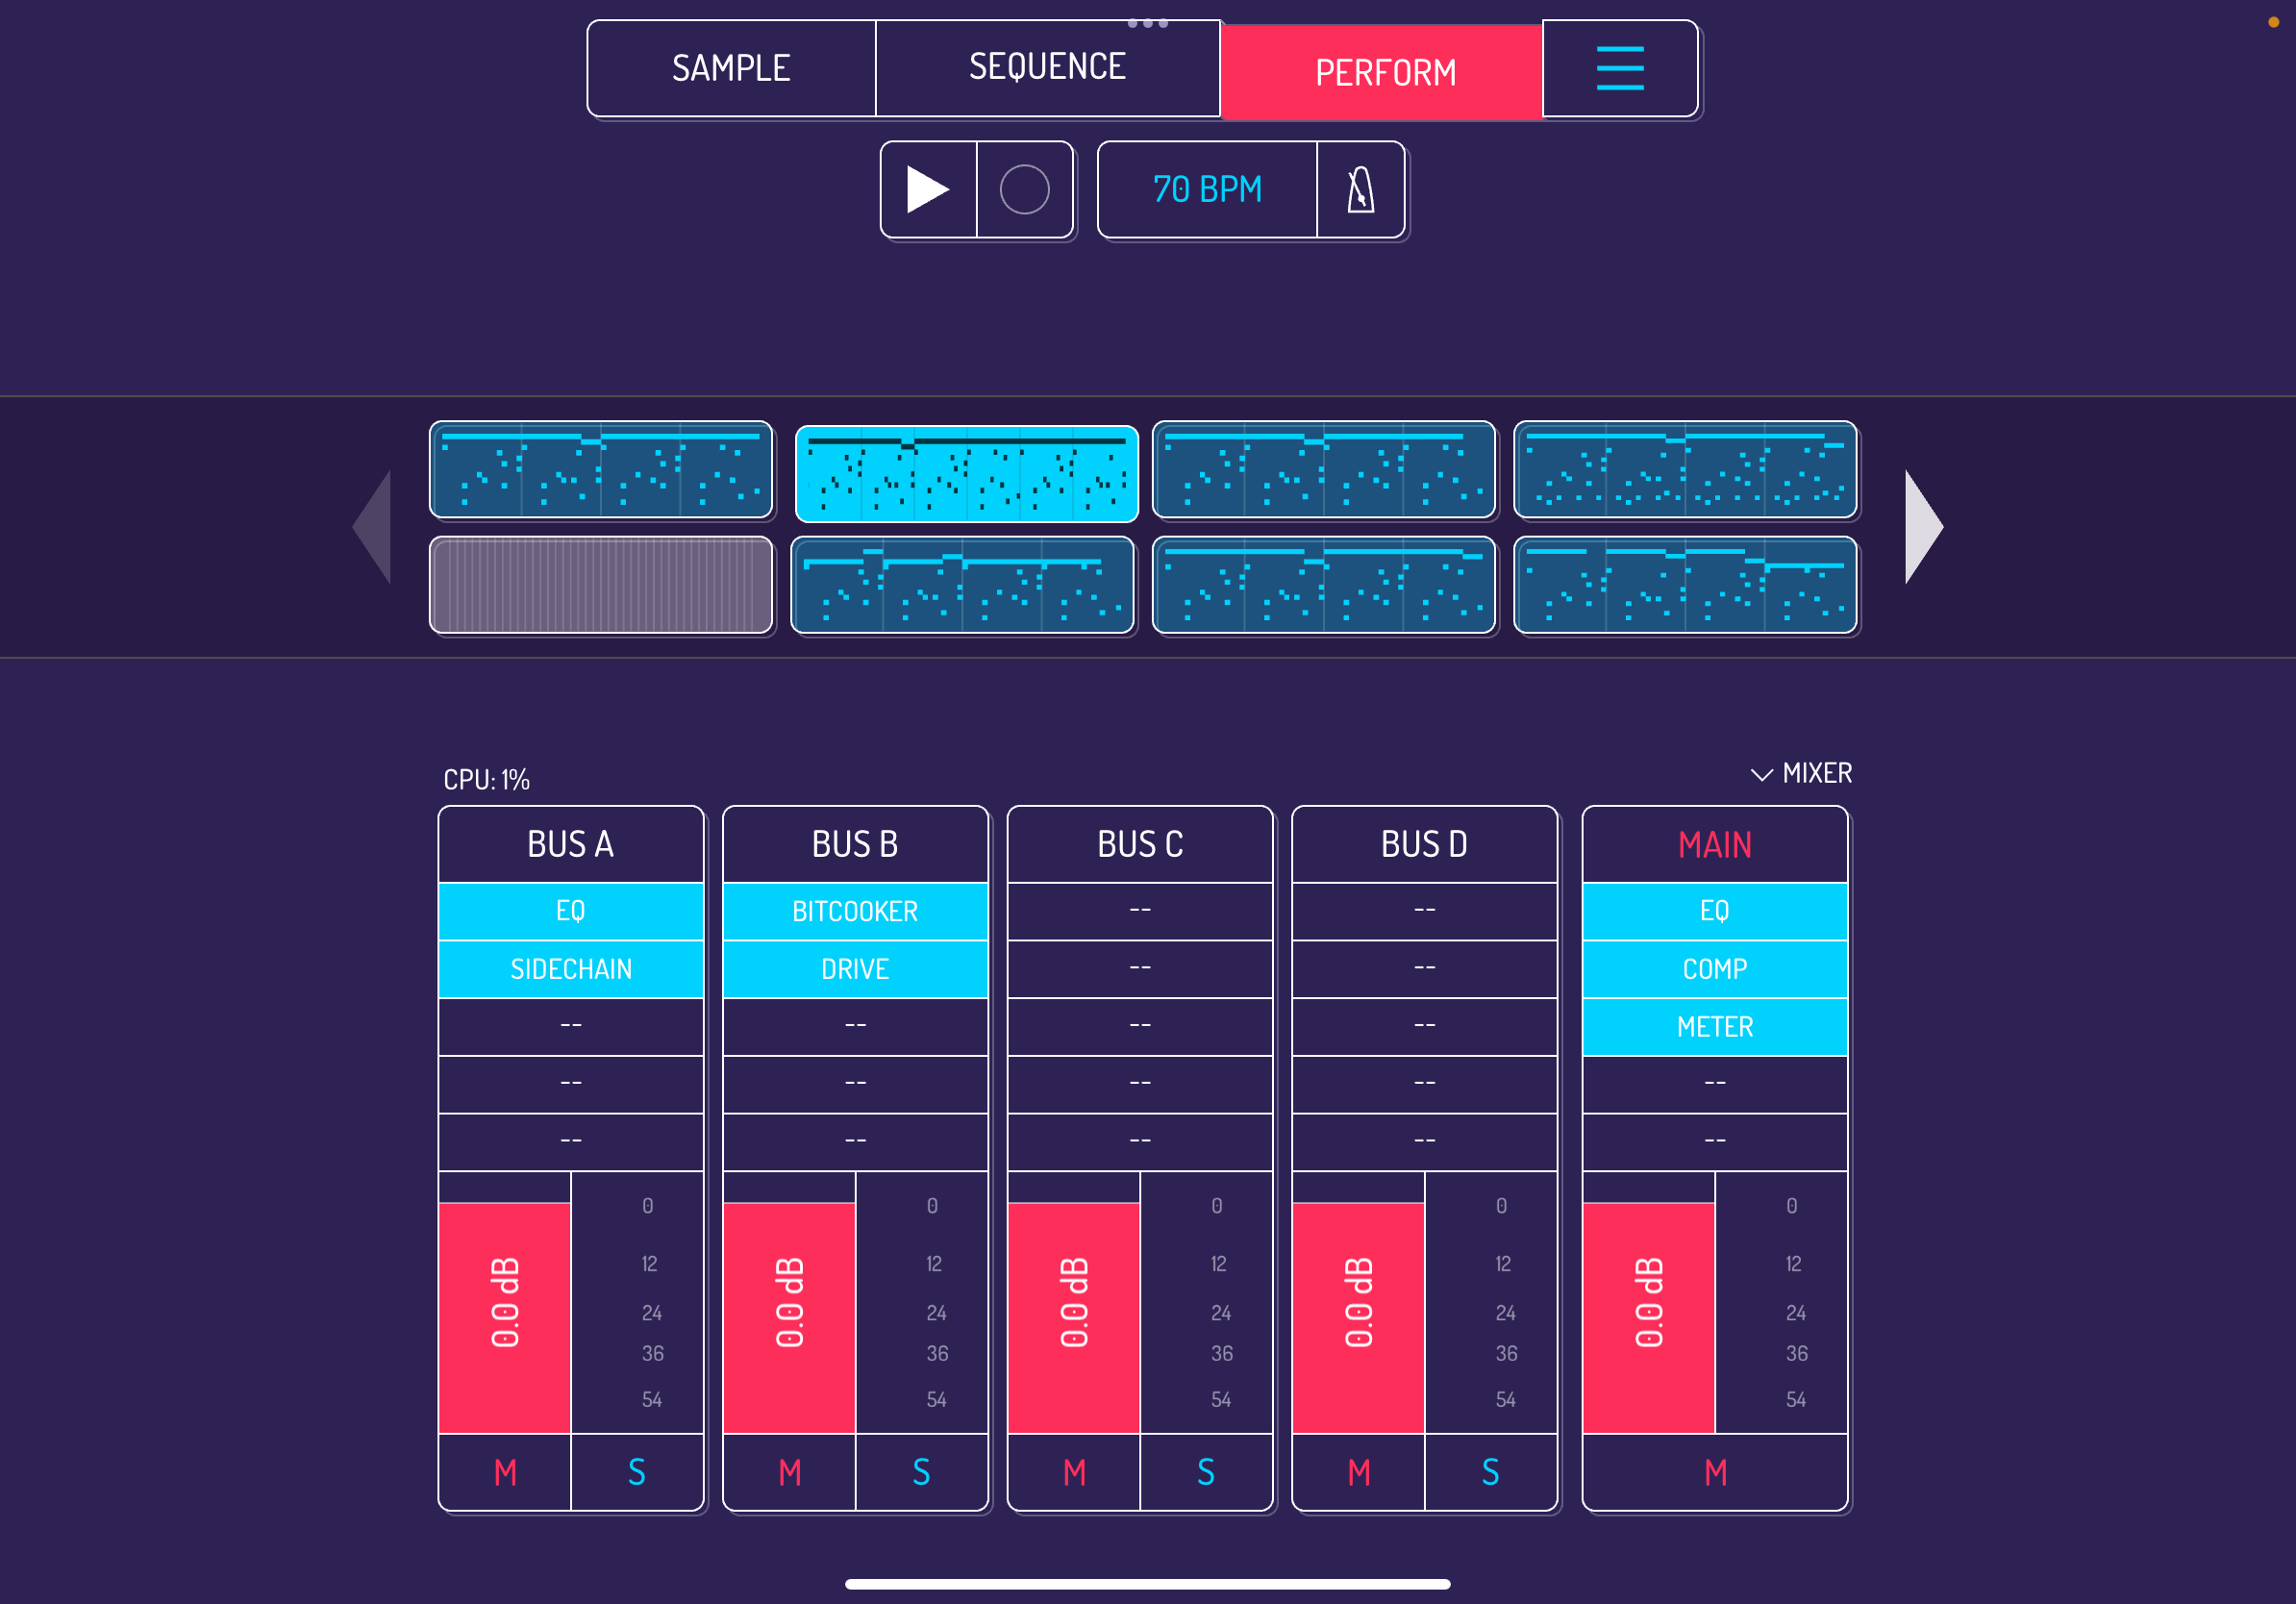 SAMPLE SEQUENCE PERFORM
70 BPM
CPU: 1% MIXER
BUS A BUS B BUS C BUS D MAIN
EQ BITCOOKER -- -- EQ
SIDECHAIN DRIVE -- -- COMP
-- -- -- -- METER
-- -- -- -- --
-- -- -- -- --
0 0 0 0 0
12 12 12 12 12
0.0 dB 0.0 dB 0.0 dB 0.0 dB 0.0 dB
24 24 24 24 24
36 36 36 36 36
54 54 54 54 54
M S M S M S M S M